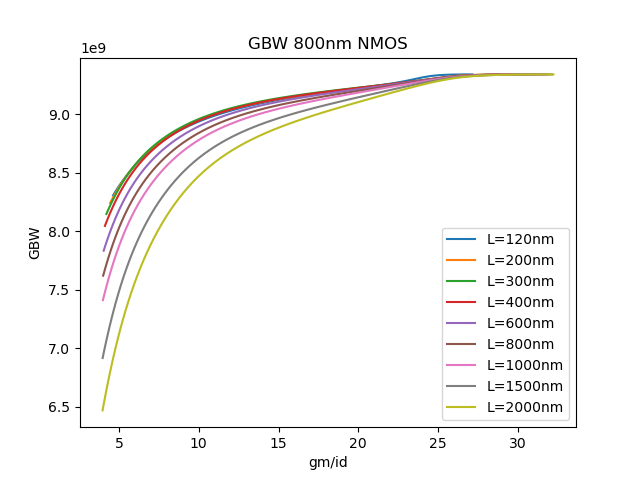 GBW 800nm NMOS
1e9
9.0
8.5
8.0
7.5
7.0
6.5
GBW
5 10 15 20 25 30
gm/id
L=120nm
L=200nm
L=300nm
L=400nm
L=600nm
L=800nm
L=1000nm
L=1500nm
L=2000nm